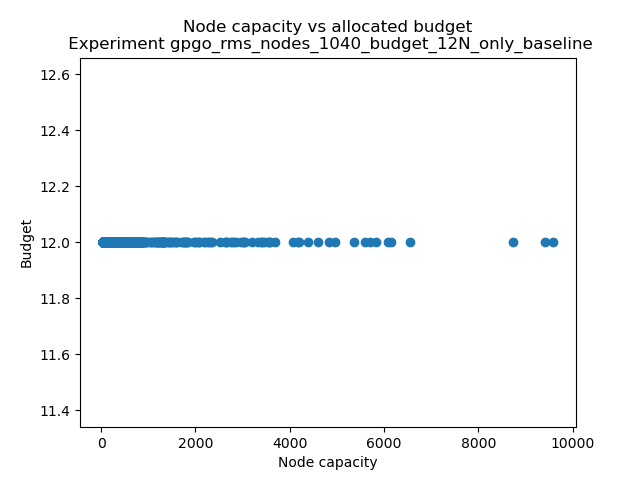 Node capacity vs allocated budget
Experiment gpgo_rms_nodes_1040_budget_12N_only_baseline
12.6
12.4
12.2
12.0
11.8
11.6
11.4
Budget
0 2000 4000 6000 8000 10000
Node capacity